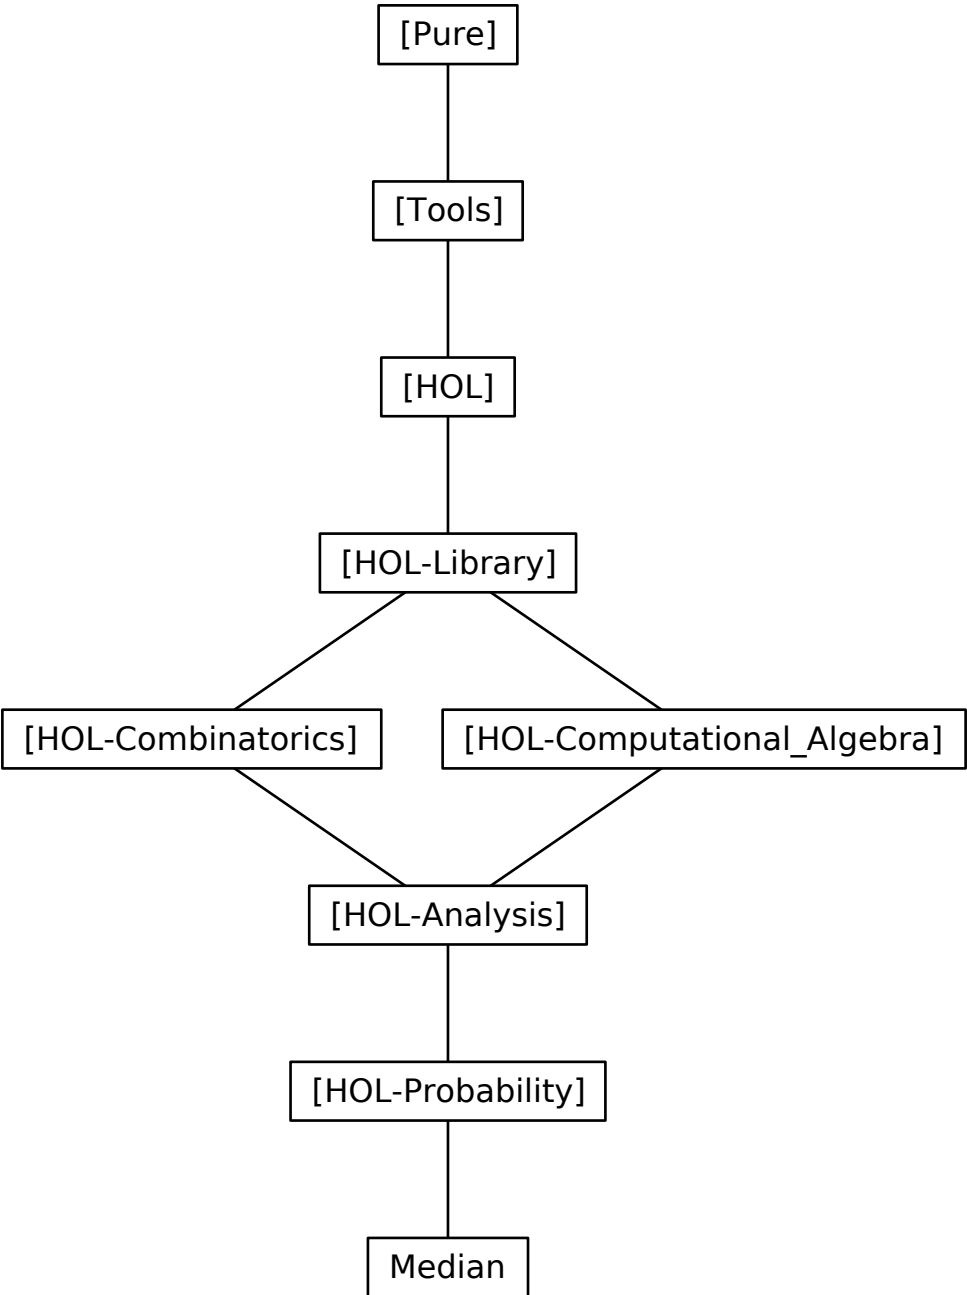 [Pure]
[Tools]
[HOL]
[HOL-Library]
[HOL-Combinatorics]
[HOL-Computational_Algebra]
[HOL-Analysis]
[HOL-Probability]
Median